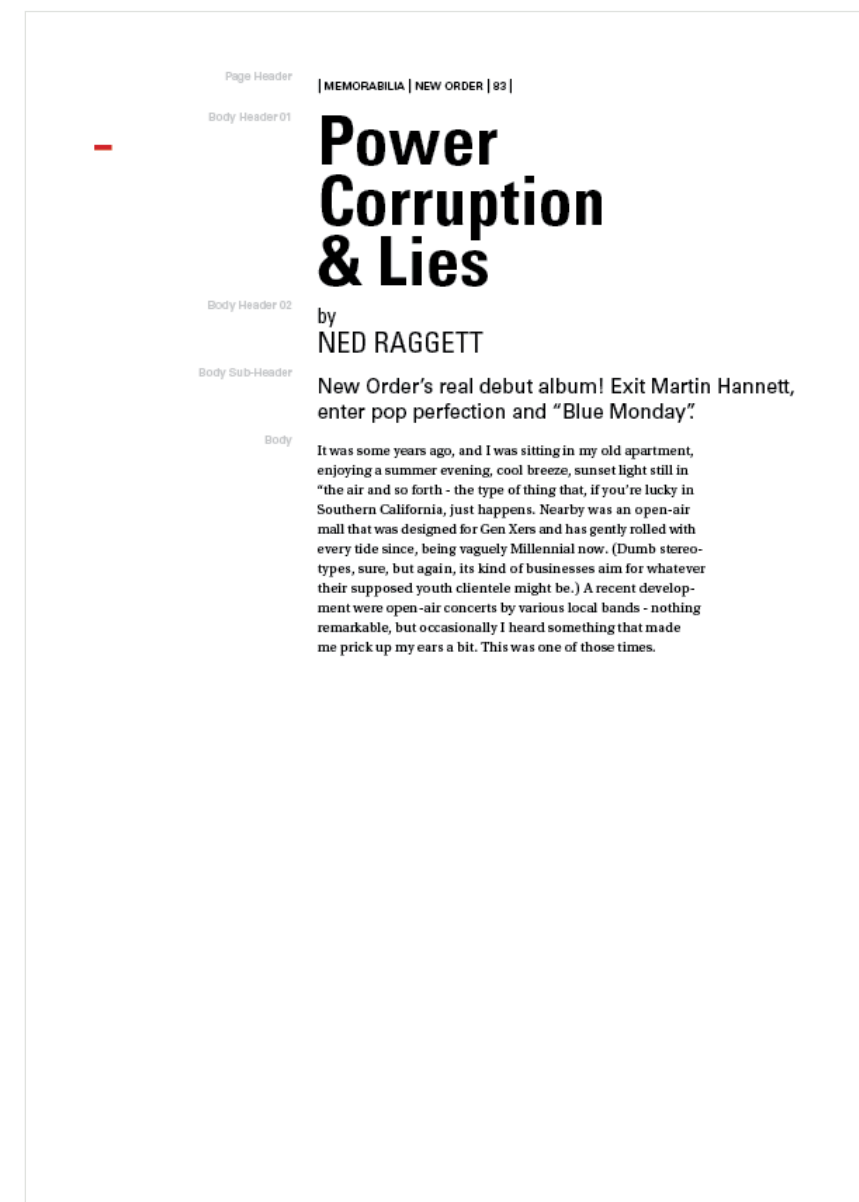 Page Header
| MEMORABILIA | NEW ORDER | 83 |
Body Header 01
Power
Corruption
& Lies
Body Header 02
by
NED RAGGETT
Body Sub-Header
New Order’s real debut album! Exit Martin Hannett,
enter pop perfection and “Blue Monday”.
Body
It was some years ago, and I was sitting in my old apartment,
enjoying a summer evening, cool breeze, sunset light still in
“the air and so forth - the type of thing that, if you’re lucky in
Southern California, just happens. Nearby was an open-air
mall that was designed for Gen Xers and has gently rolled with
every tide since, being vaguely Millennial now. (Dumb stereo-
types, sure, but again, its kind of businesses aim for whatever
their supposed youth clientele might be.) A recent develop-
ment were open-air concerts by various local bands - nothing
remarkable, but occasionally I heard something that made
me prick up my ears a bit. This was one of those times.